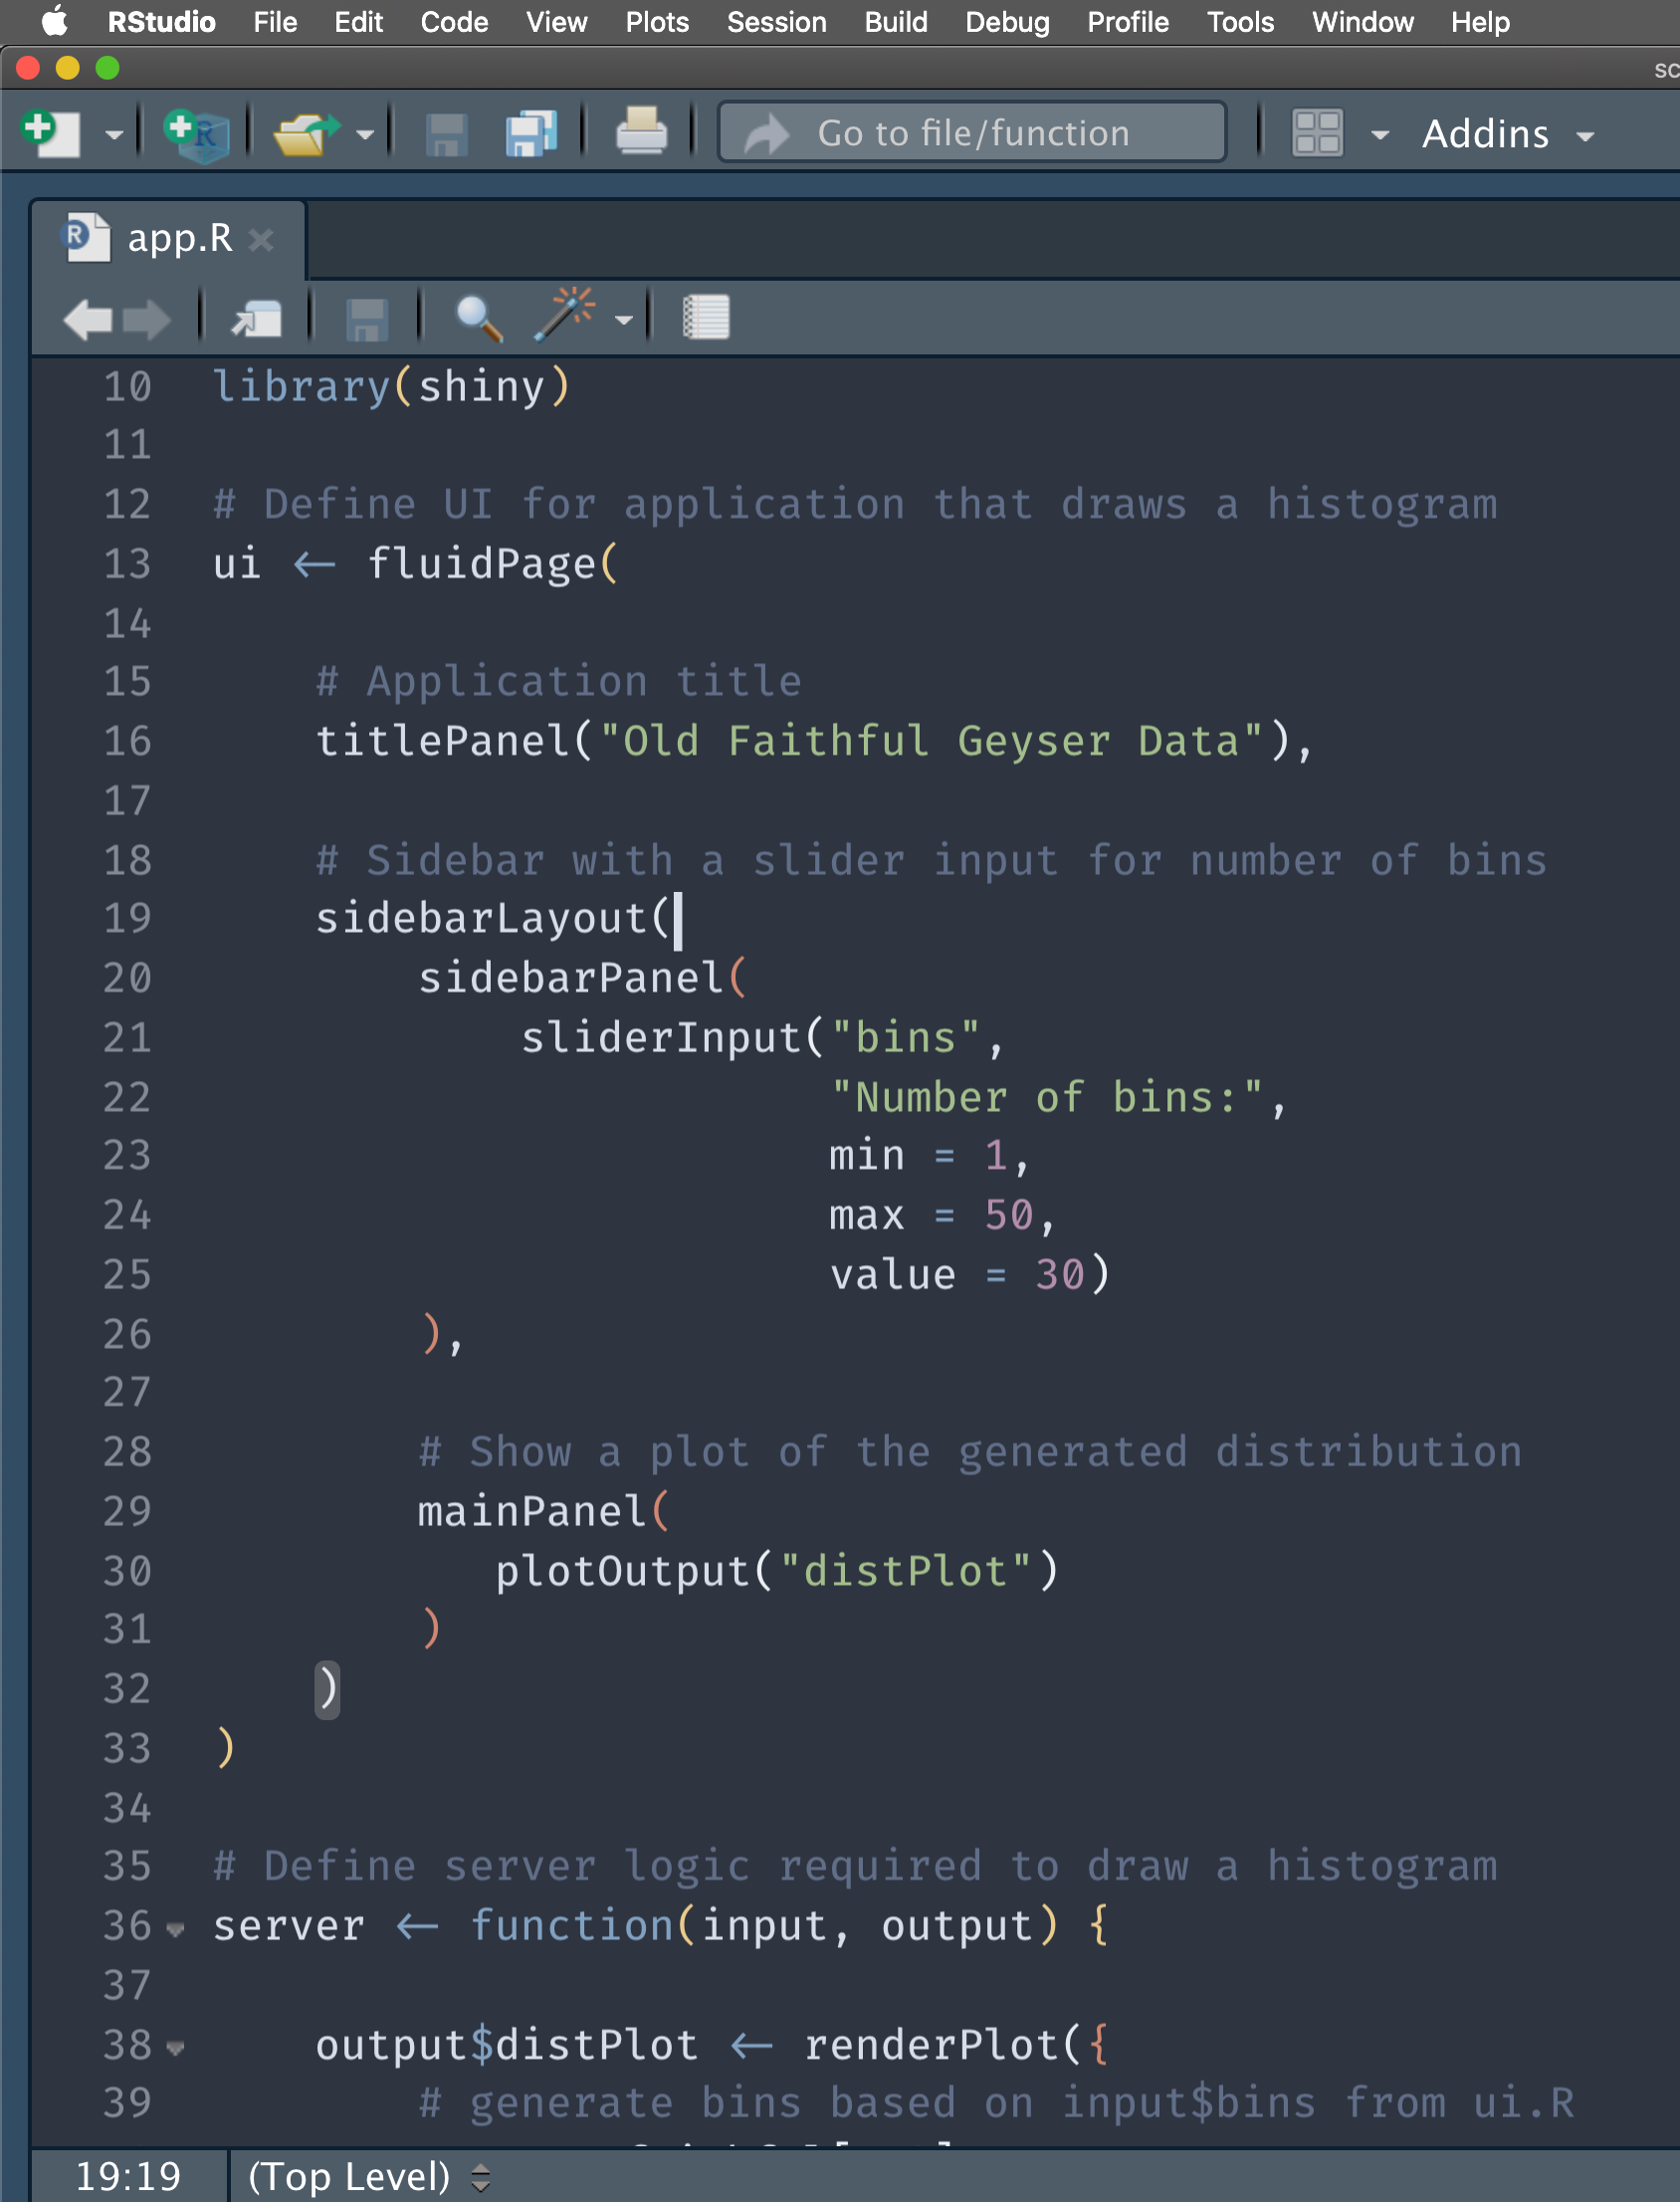 RStudio File Edit Code View Plots Session Build Debug Profile Tools Window Help
sc
Go to file/function Addins
app.R
10 library(shiny)
11
12 # Define UI for application that draws a histogram
13 ui <- fluidPage(
14
15     # Application title
16     titlePanel("Old Faithful Geyser Data"),
17
18     # Sidebar with a slider input for number of bins
19     sidebarLayout(
20         sidebarPanel(
21             sliderInput("bins",
22                         "Number of bins:",
23                         min = 1,
24                         max = 50,
25                         value = 30)
26         ),
27
28         # Show a plot of the generated distribution
29         mainPanel(
30            plotOutput("distPlot")
31         )
32     )
33 )
34
35 # Define server logic required to draw a histogram
36 server <- function(input, output) {
37
38     output$distPlot <- renderPlot({
39         # generate bins based on input$bins from ui.R
19:19 (Top Level)